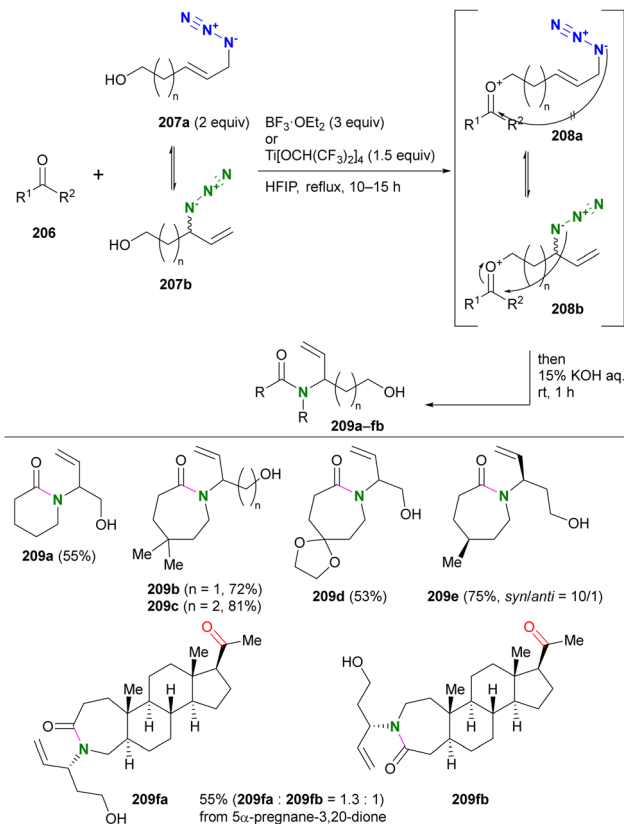 N N+ N-
HO
n
207a (2 equiv)
O
R1 R2
206
+
N N+ N-
HO
n
207b
BF3·OEt2 (3 equiv)
or
Ti[OCH(CF3)2]4 (1.5 equiv)
HFIP, reflux, 10–15 h
N N+ N-
O+
n
R1 R2
208a
N- N+ N
O+
n
R1 R2
208b
then
15% KOH aq.
rt, 1 h
O
R N R
n
OH
209a–fb
O
N
OH
209a (55%)
O
N
OH
n
Me
Me
209b (n = 1, 72%)
209c (n = 2, 81%)
O
N
OH
O O
209d (53%)
O
N
OH
Me
209e (75%, syn/anti = 10/1)
O Me
Me
Me H
H H
O
N H
OH
209fa
O Me
Me
HO
Me H
H H
N
H
O
209fb
55% (209fa : 209fb = 1.3 : 1)
from 5α-pregnane-3,20-dione